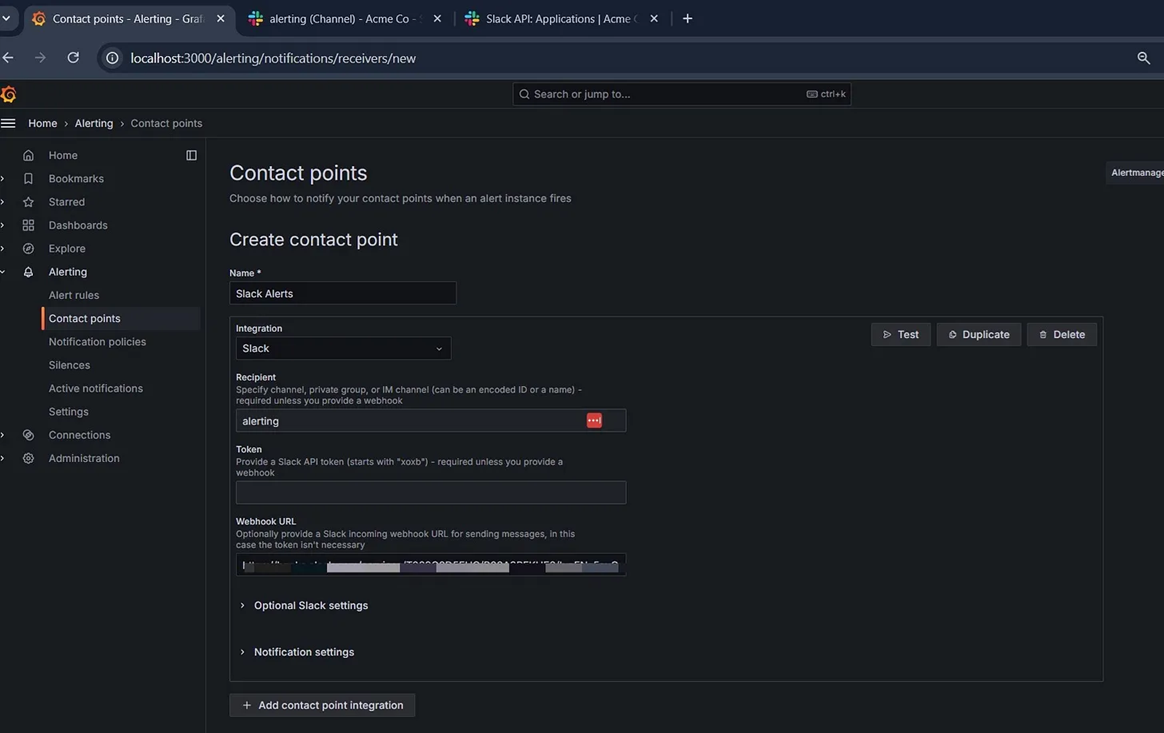 Contact points - Alerting - Graf
alerting (Channel) - Acme Co -
Slack API: Applications | Acme
localhost:3000/alerting/notifications/receivers/new
Search or jump to...
ctrl+k
Home › Alerting › Contact points
Home
Bookmarks
Starred
Dashboards
Explore
Alerting
Alert rules
Contact points
Notification policies
Silences
Active notifications
Settings
Connections
Administration
Contact points
Alertmanage
Choose how to notify your contact points when an alert instance fires
Create contact point
Name *
Slack Alerts
Integration
Slack
Test
Duplicate
Delete
Recipient
Specify channel, private group, or IM channel (can be an encoded ID or a name) -
required unless you provide a webhook
alerting
Token
Provide a Slack API token (starts with "xoxb") - required unless you provide a
webhook
Webhook URL
Optionally provide a Slack incoming webhook URL for sending messages, in this
case the token isn't necessary
Optional Slack settings
Notification settings
Add contact point integration